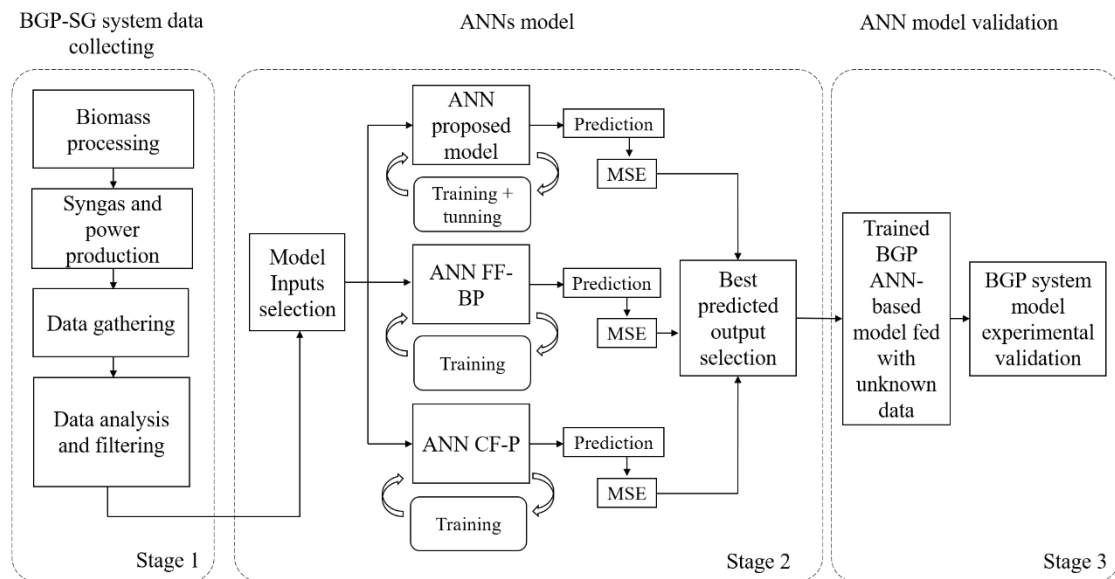 BGP-SG system data
collecting
Biomass
processing
Syngas and
power
production
Data gathering
Data analysis
and filtering
Stage 1
ANNs model
Model
Inputs
selection
ANN
proposed
model
Training +
tunning
Prediction
MSE
ANN FF-
BP
Training
Prediction
MSE
ANN CF-P
Training
Prediction
MSE
Best
predicted
output
selection
Stage 2
ANN model validation
Trained
BGP
ANN-
based
model fed
with
unknown
data
BGP system
model
experimental
validation
Stage 3